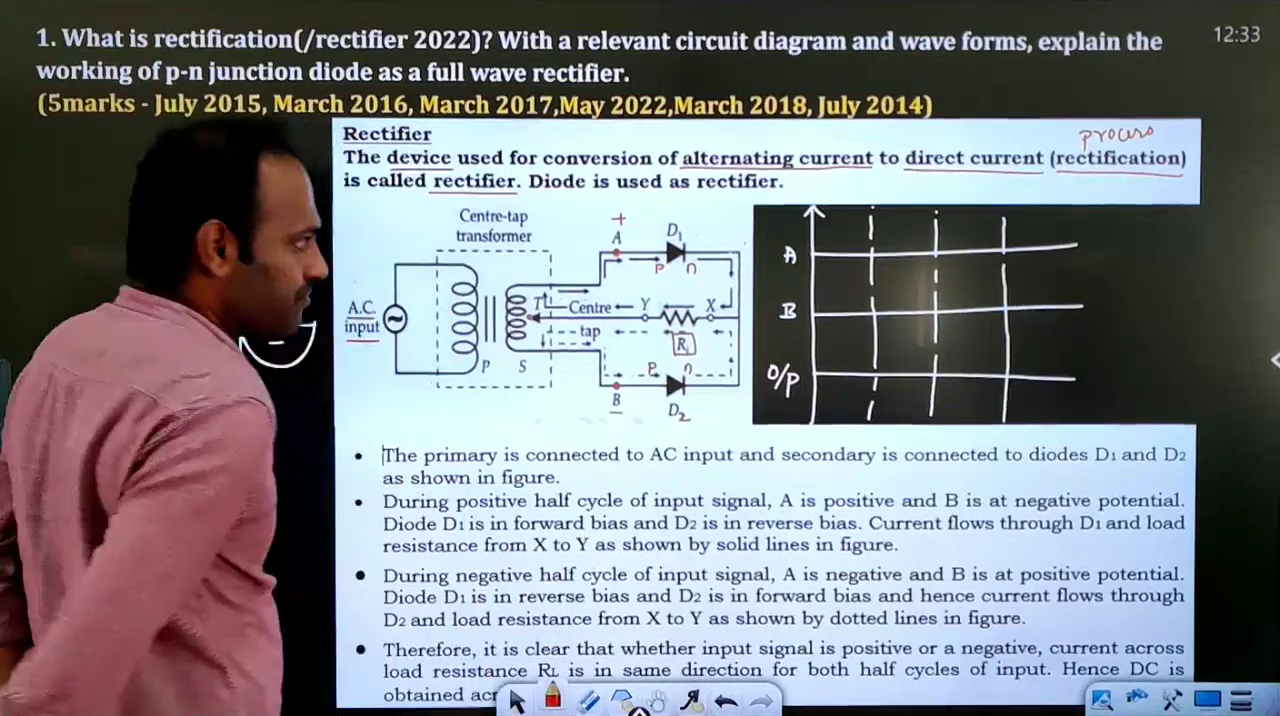 1. What is rectification(/rectifier 2022)? With a relevant circuit diagram and wave forms, explain the
12:33
working of p-n junction diode as a full wave rectifier.
(5marks - July 2015, March 2016, March 2017,May 2022,March 2018, July 2014)
Rectifier
process
The device used for conversion of alternating current to direct current (rectification)
is called rectifier. Diode is used as rectifier.
Centre-tap
transformer
+
A
D1
P n
A.C.
input
T
Centre
Y
X
tap
R
P
S
P n
B
D2
A
B
O/P
• The primary is connected to AC input and secondary is connected to diodes D1 and D2
as shown in figure.
• During positive half cycle of input signal, A is positive and B is at negative potential.
Diode D1 is in forward bias and D2 is in reverse bias. Current flows through D1 and load
resistance from X to Y as shown by solid lines in figure.
• During negative half cycle of input signal, A is negative and B is at positive potential.
Diode D1 is in reverse bias and D2 is in forward bias and hence current flows through
D2 and load resistance from X to Y as shown by dotted lines in figure.
• Therefore, it is clear that whether input signal is positive or a negative, current across
load resistance RL is in same direction for both half cycles of input. Hence DC is
obtained